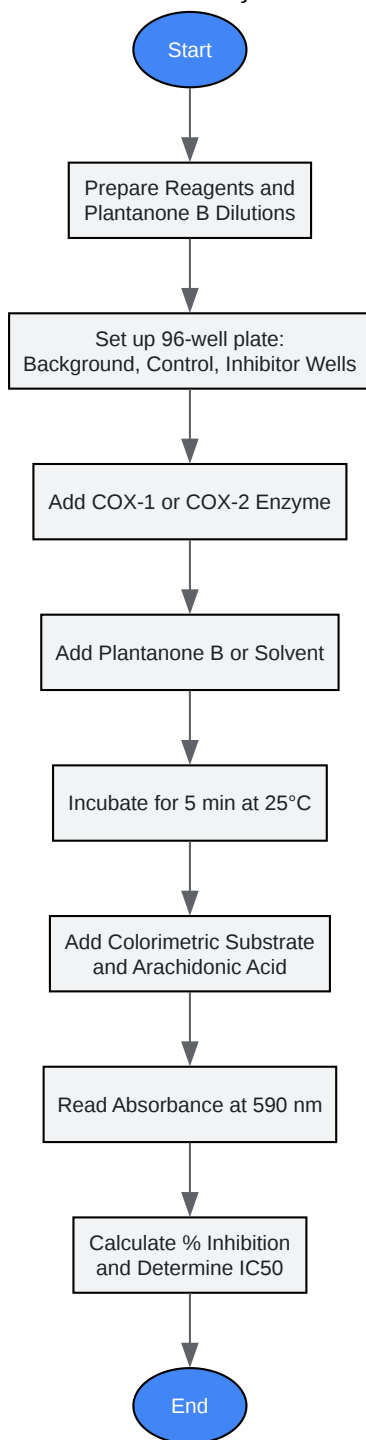 Start
Prepare Reagents and
Plantanone B Dilutions
Set up 96-well plate:
Background, Control, Inhibitor Wells
Add COX-1 or COX-2 Enzyme
Add Plantanone B or Solvent
Incubate for 5 min at 25°C
Add Colorimetric Substrate
and Arachidonic Acid
Read Absorbance at 590 nm
Calculate % Inhibition
and Determine IC50
End